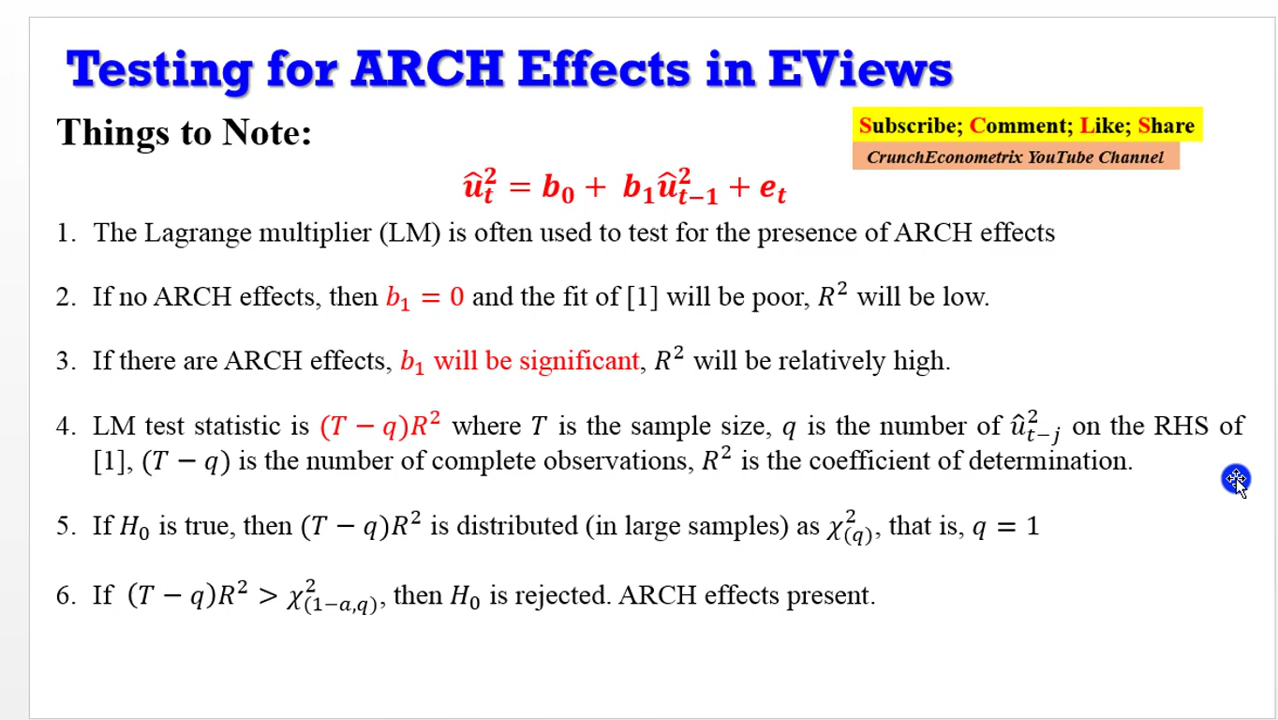 Testing for ARCH Effects in EViews
Things to Note:
Subscribe; Comment; Like; Share
CrunchEconometrix YouTube Channel
û²ₜ = b₀ + b₁û²ₜ₋₁ + eₜ
1. The Lagrange multiplier (LM) is often used to test for the presence of ARCH effects
2. If no ARCH effects, then b₁ = 0 and the fit of [1] will be poor, R² will be low.
3. If there are ARCH effects, b₁ will be significant, R² will be relatively high.
4. LM test statistic is (T − q)R² where T is the sample size, q is the number of û²ₜ₋ⱼ on the RHS of
[1], (T − q) is the number of complete observations, R² is the coefficient of determination.
5. If H₀ is true, then (T − q)R² is distributed (in large samples) as χ²_(q), that is, q = 1
6. If (T − q)R² > χ²_(1−a,q), then H₀ is rejected. ARCH effects present.